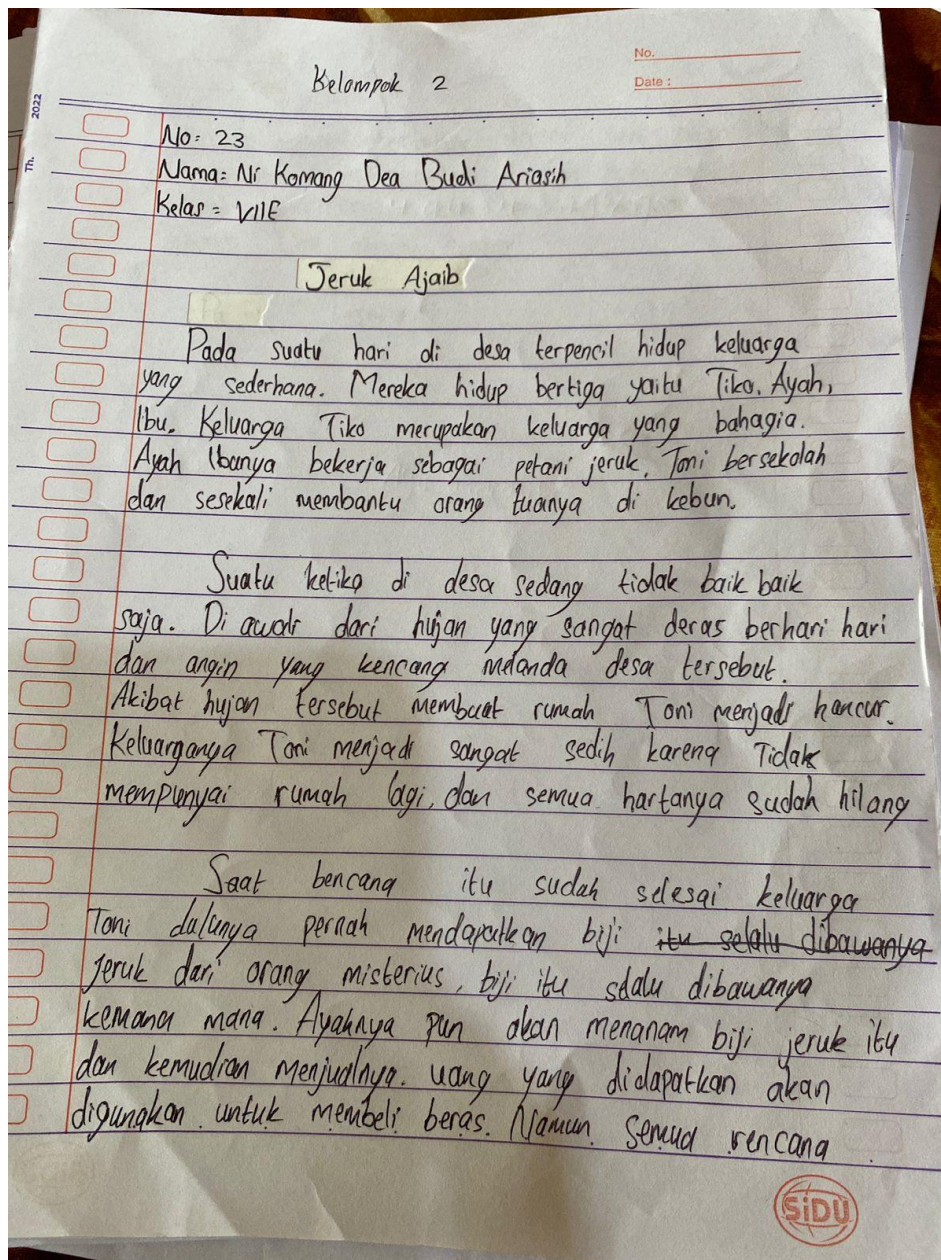 No.
Date :
Kelompok 2
Th. 2022
No: 23
Nama: Ni Komang Dea Budi Ariasih
Kelas = VIIE
Jeruk Ajaib
Pada suatu hari di desa terpencil hidup keluarga
yang sederhana. Mereka hidup bertiga yaitu Tiko, Ayah,
Ibu. Keluarga Tiko merupakan keluarga yang bahagia.
Ayah Ibunya bekerja sebagai petani jeruk. Toni bersekolah
dan sesekali membantu orang tuanya di kebun.
Suatu ketika di desa sedang tidak baik baik
saja. Di awali dari hujan yang sangat deras berhari hari
dan angin yang kencang melanda desa tersebut.
Akibat hujan tersebut membuat rumah Toni menjadi hancur.
Keluarganya Toni menjadi sangat sedih karena Tidak
mempunyai rumah lagi, dan semua hartanya sudah hilang
Saat bencana itu sudah selesai keluarga
Toni dulunya pernah mendapatkan biji itu selalu dibawanya
Jeruk dari orang misterius, biji itu selalu dibawanya
kemana mana. Ayahnya pun akan menanam biji jeruk itu
dan kemudian menjualnya. uang yang didapatkan akan
digunakan untuk membeli beras. Namun semua rencana
SiDU